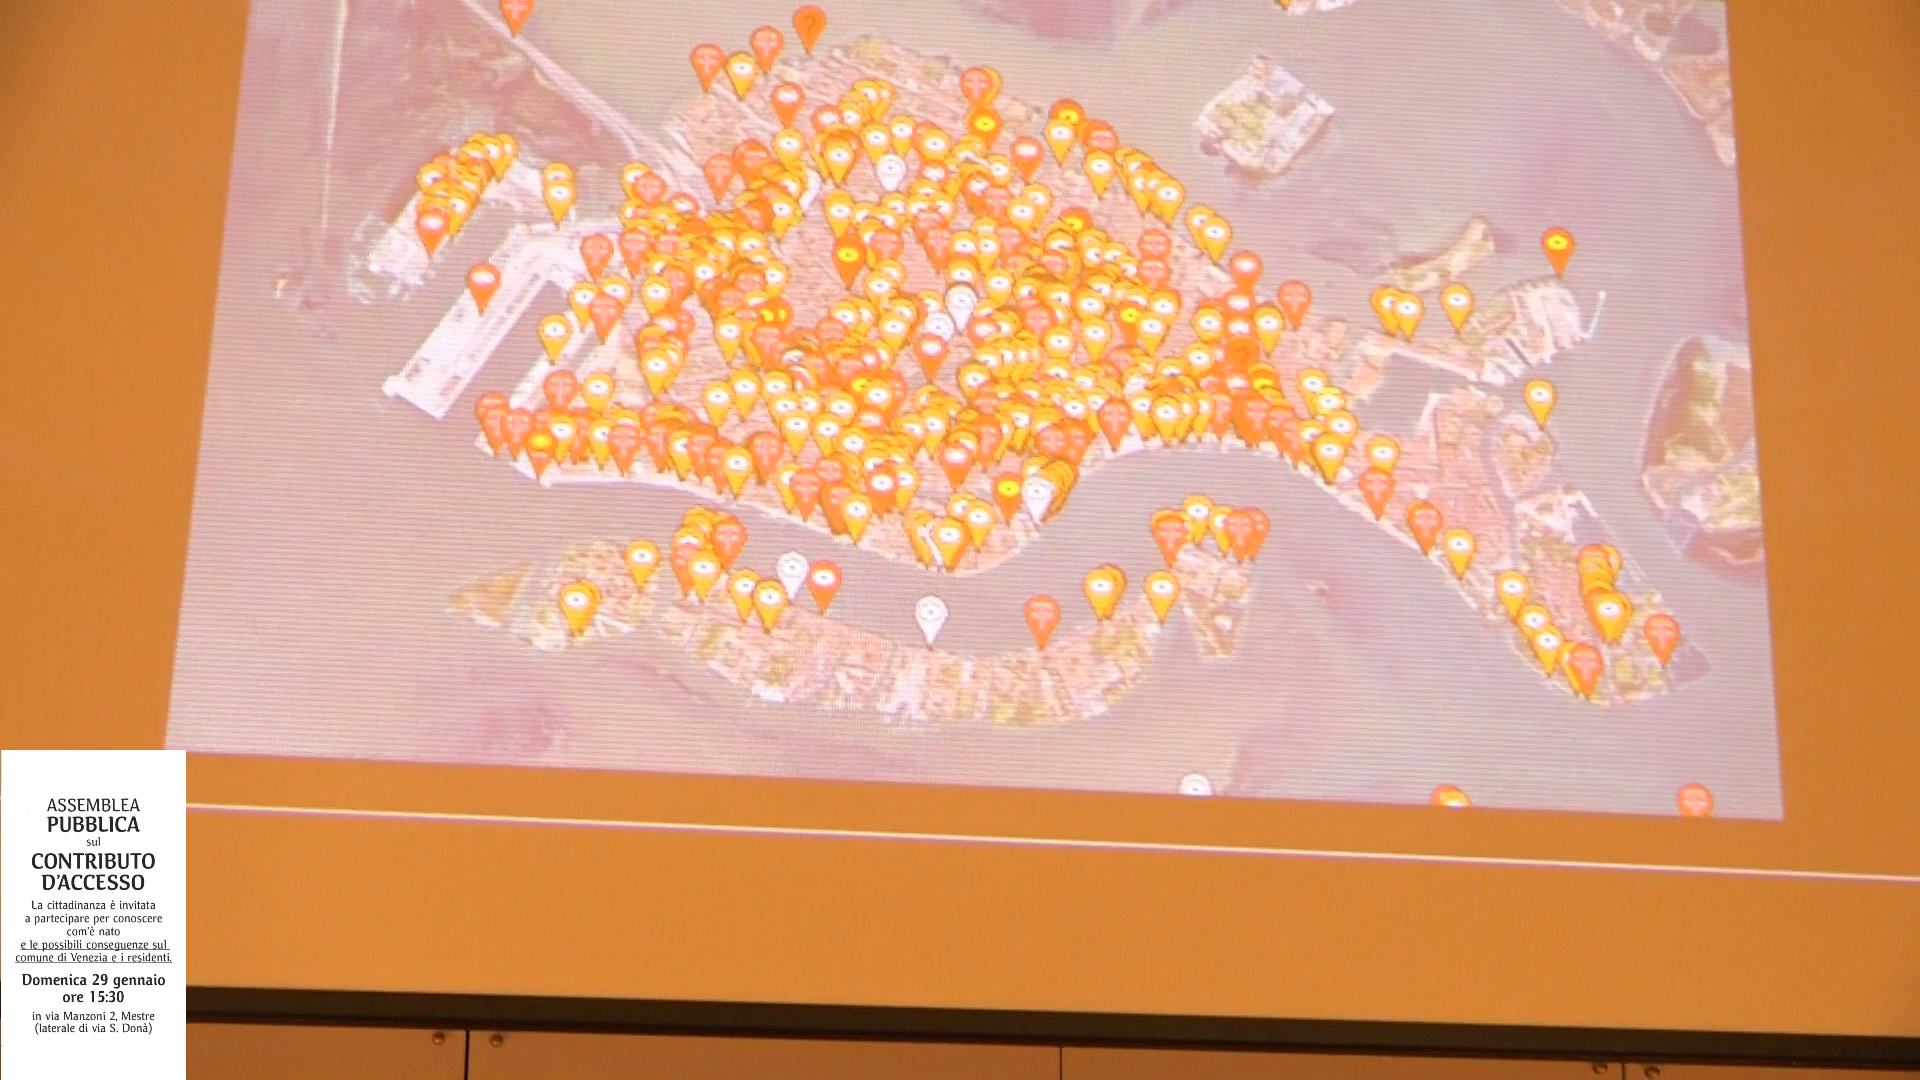 ASSEMBLEA
PUBBLICA
sul
CONTRIBUTO
D'ACCESSO
La cittadinanza è invitata
a partecipare per conoscere
com'è nato
e le possibili conseguenze sul
comune di Venezia e i residenti.
Domenica 29 gennaio
ore 15:30
in via Manzoni 2, Mestre
(laterale di via S. Donà)